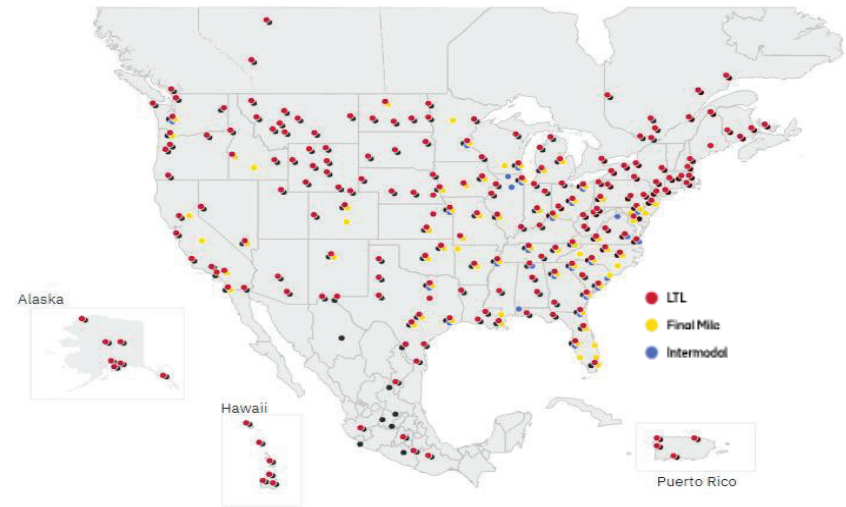 Alaska
LTL
Final Mile
Intermodal
Hawaii
Puerto Rico